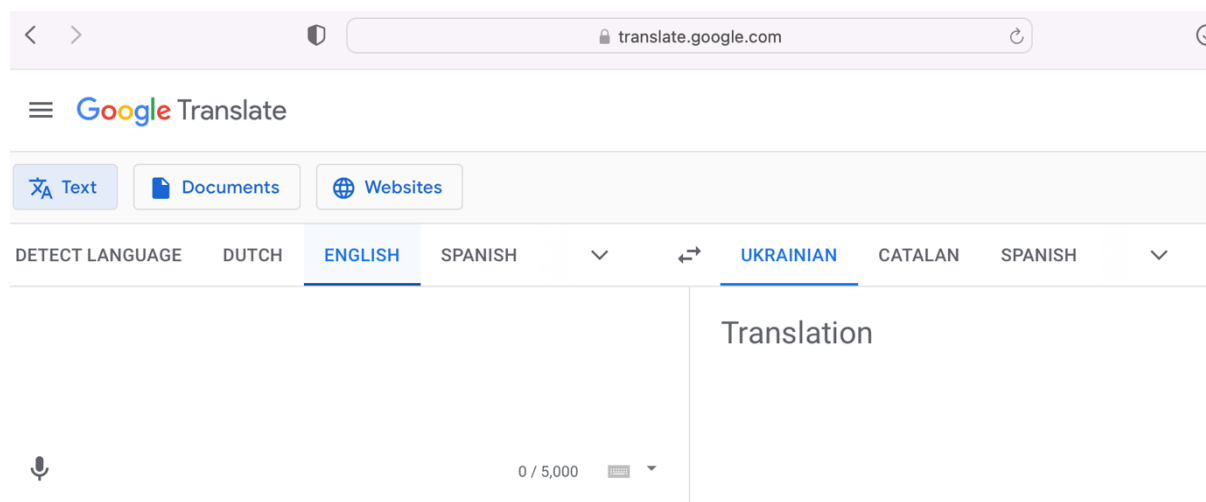 translate.google.com
Google Translate
Text Documents Websites
DETECT LANGUAGE DUTCH ENGLISH SPANISH UKRAINIAN CATALAN SPANISH
Translation
0 / 5,000